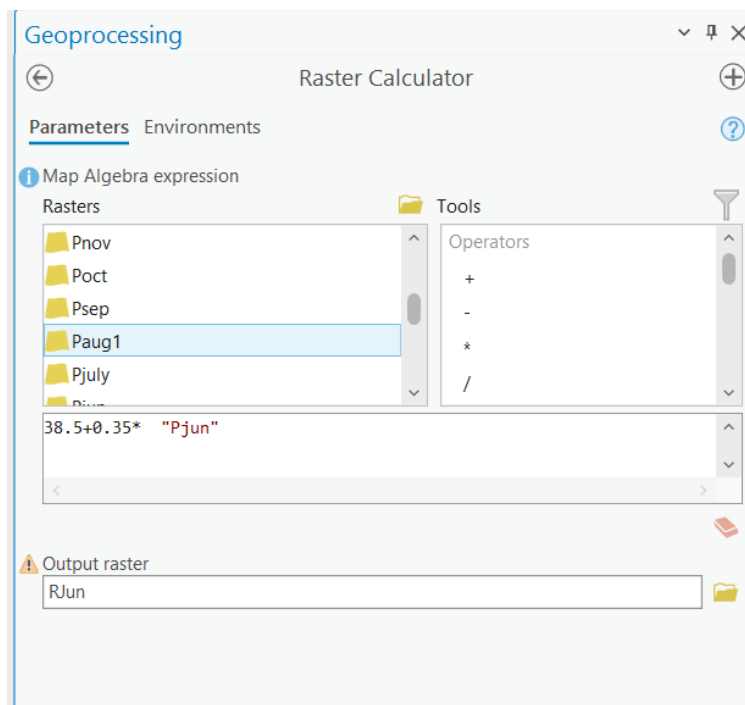 Geoprocessing
Raster Calculator
Parameters Environments
Map Algebra expression
Rasters Tools
Pnov Operators
Poct +
Psep -
Paug1 *
Pjuly /
38.5+0.35* "Pjun"
Output raster
RJun